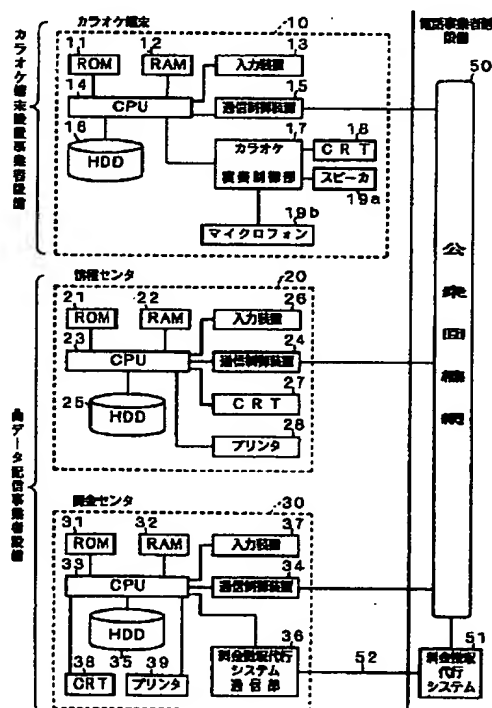 カラオケ端末
10
電話事業者側
設備
50
11
ROM
12
RAM
13
入力装置
14
CPU
15
通信制御装置
16
HDD
17
カラオケ
演奏制御部
18
CRT
スピーカ
19a
19b
マイクロフォン
カラオケ端末設置事業者設備
公衆回線網
情報センタ
20
21
ROM
22
RAM
26
入力装置
23
CPU
24
通信制御装置
25
HDD
27
CRT
28
プリンタ
曲データ配信事業者設備
課金センタ
30
31
ROM
32
RAM
37
入力装置
33
CPU
34
通信制御装置
HDD
35
36
料金徴収代行
システム
通信部
38
CRT
39
プリンタ
52
51
料金徴収
代行
システム